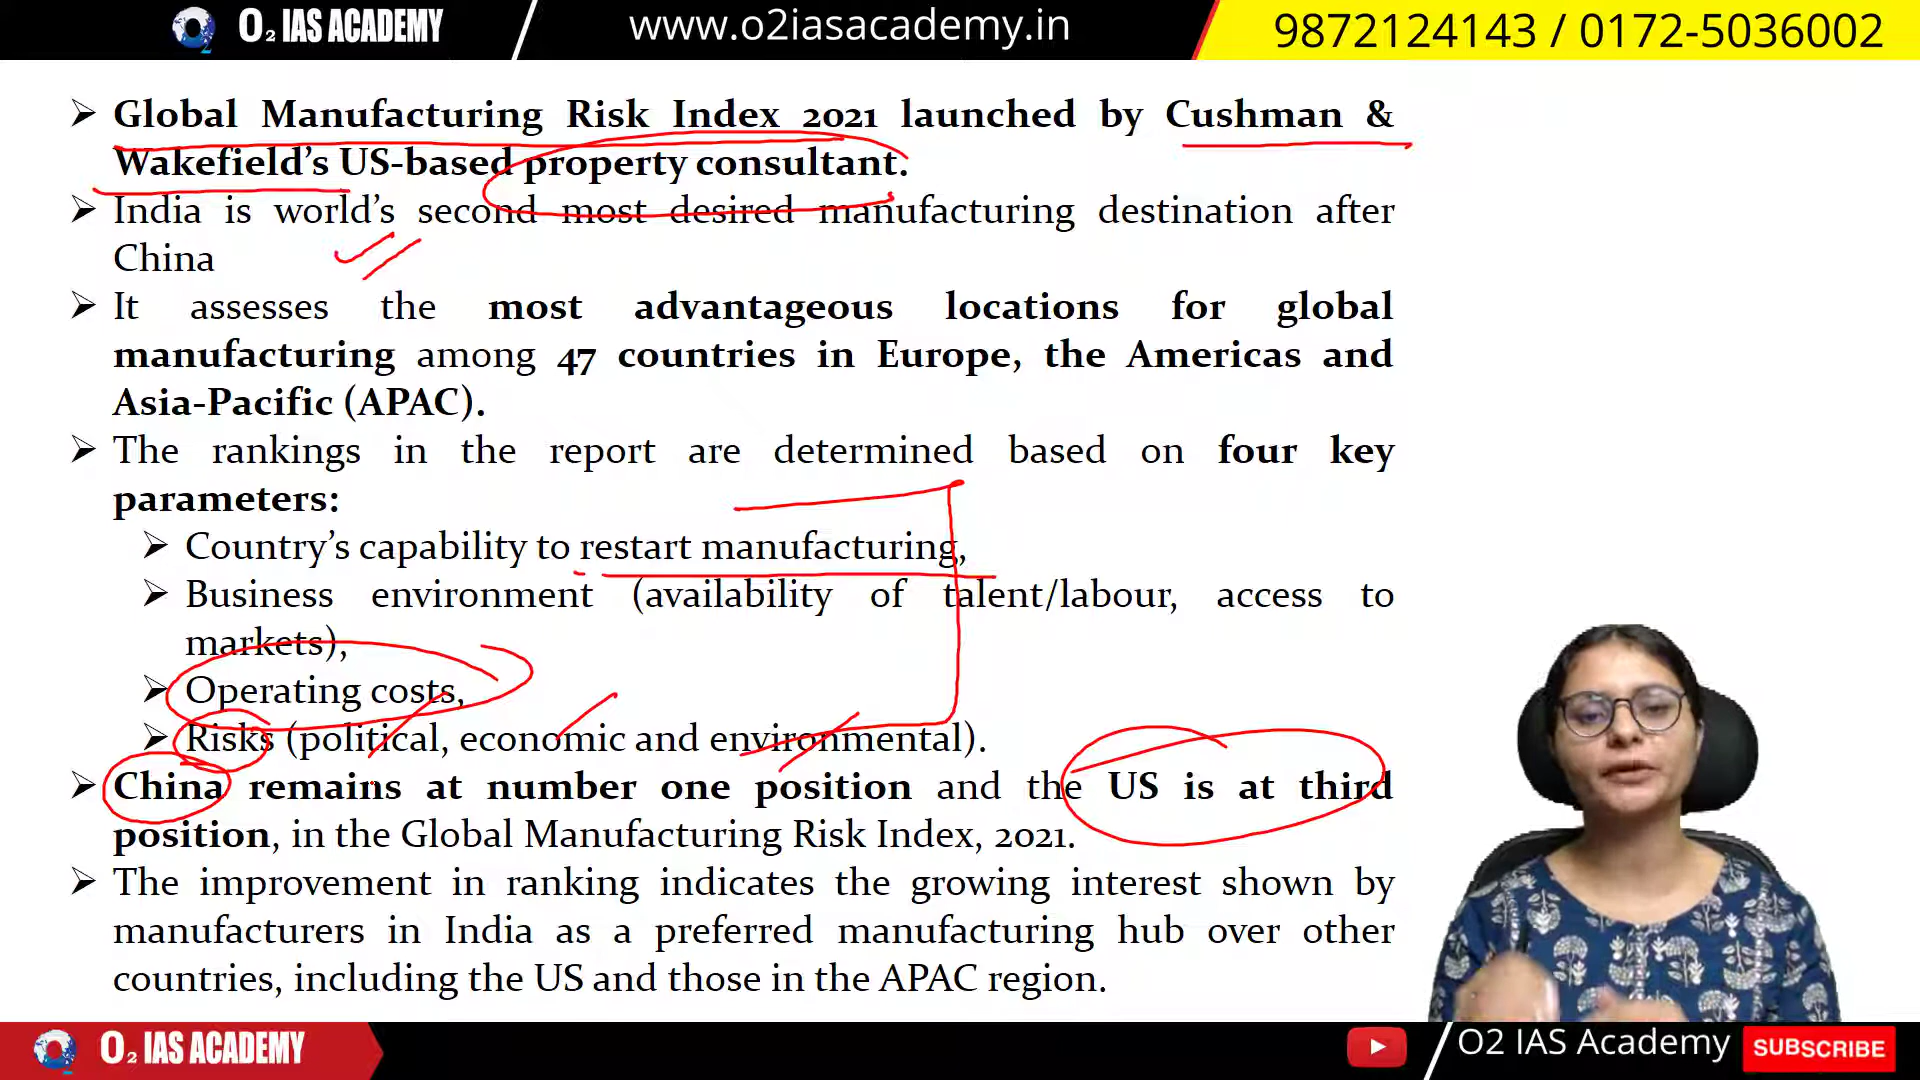 O2 IAS ACADEMY
www.o2iasacademy.in
9872124143 / 0172-5036002
➢ Global Manufacturing Risk Index 2021 launched by Cushman &
Wakefield's US-based property consultant.
➢ India is world's second most desired manufacturing destination after
China
➢ It assesses the most advantageous locations for global
manufacturing among 47 countries in Europe, the Americas and
Asia-Pacific (APAC).
➢ The rankings in the report are determined based on four key
parameters:
➢ Country's capability to restart manufacturing,
➢ Business environment (availability of talent/labour, access to
markets),
➢ Operating costs,
➢ Risks (political, economic and environmental).
➢ China remains at number one position and the US is at third
position, in the Global Manufacturing Risk Index, 2021.
➢ The improvement in ranking indicates the growing interest shown by
manufacturers in India as a preferred manufacturing hub over other
countries, including the US and those in the APAC region.
O2 IAS ACADEMY
O2 IAS Academy
SUBSCRIBE